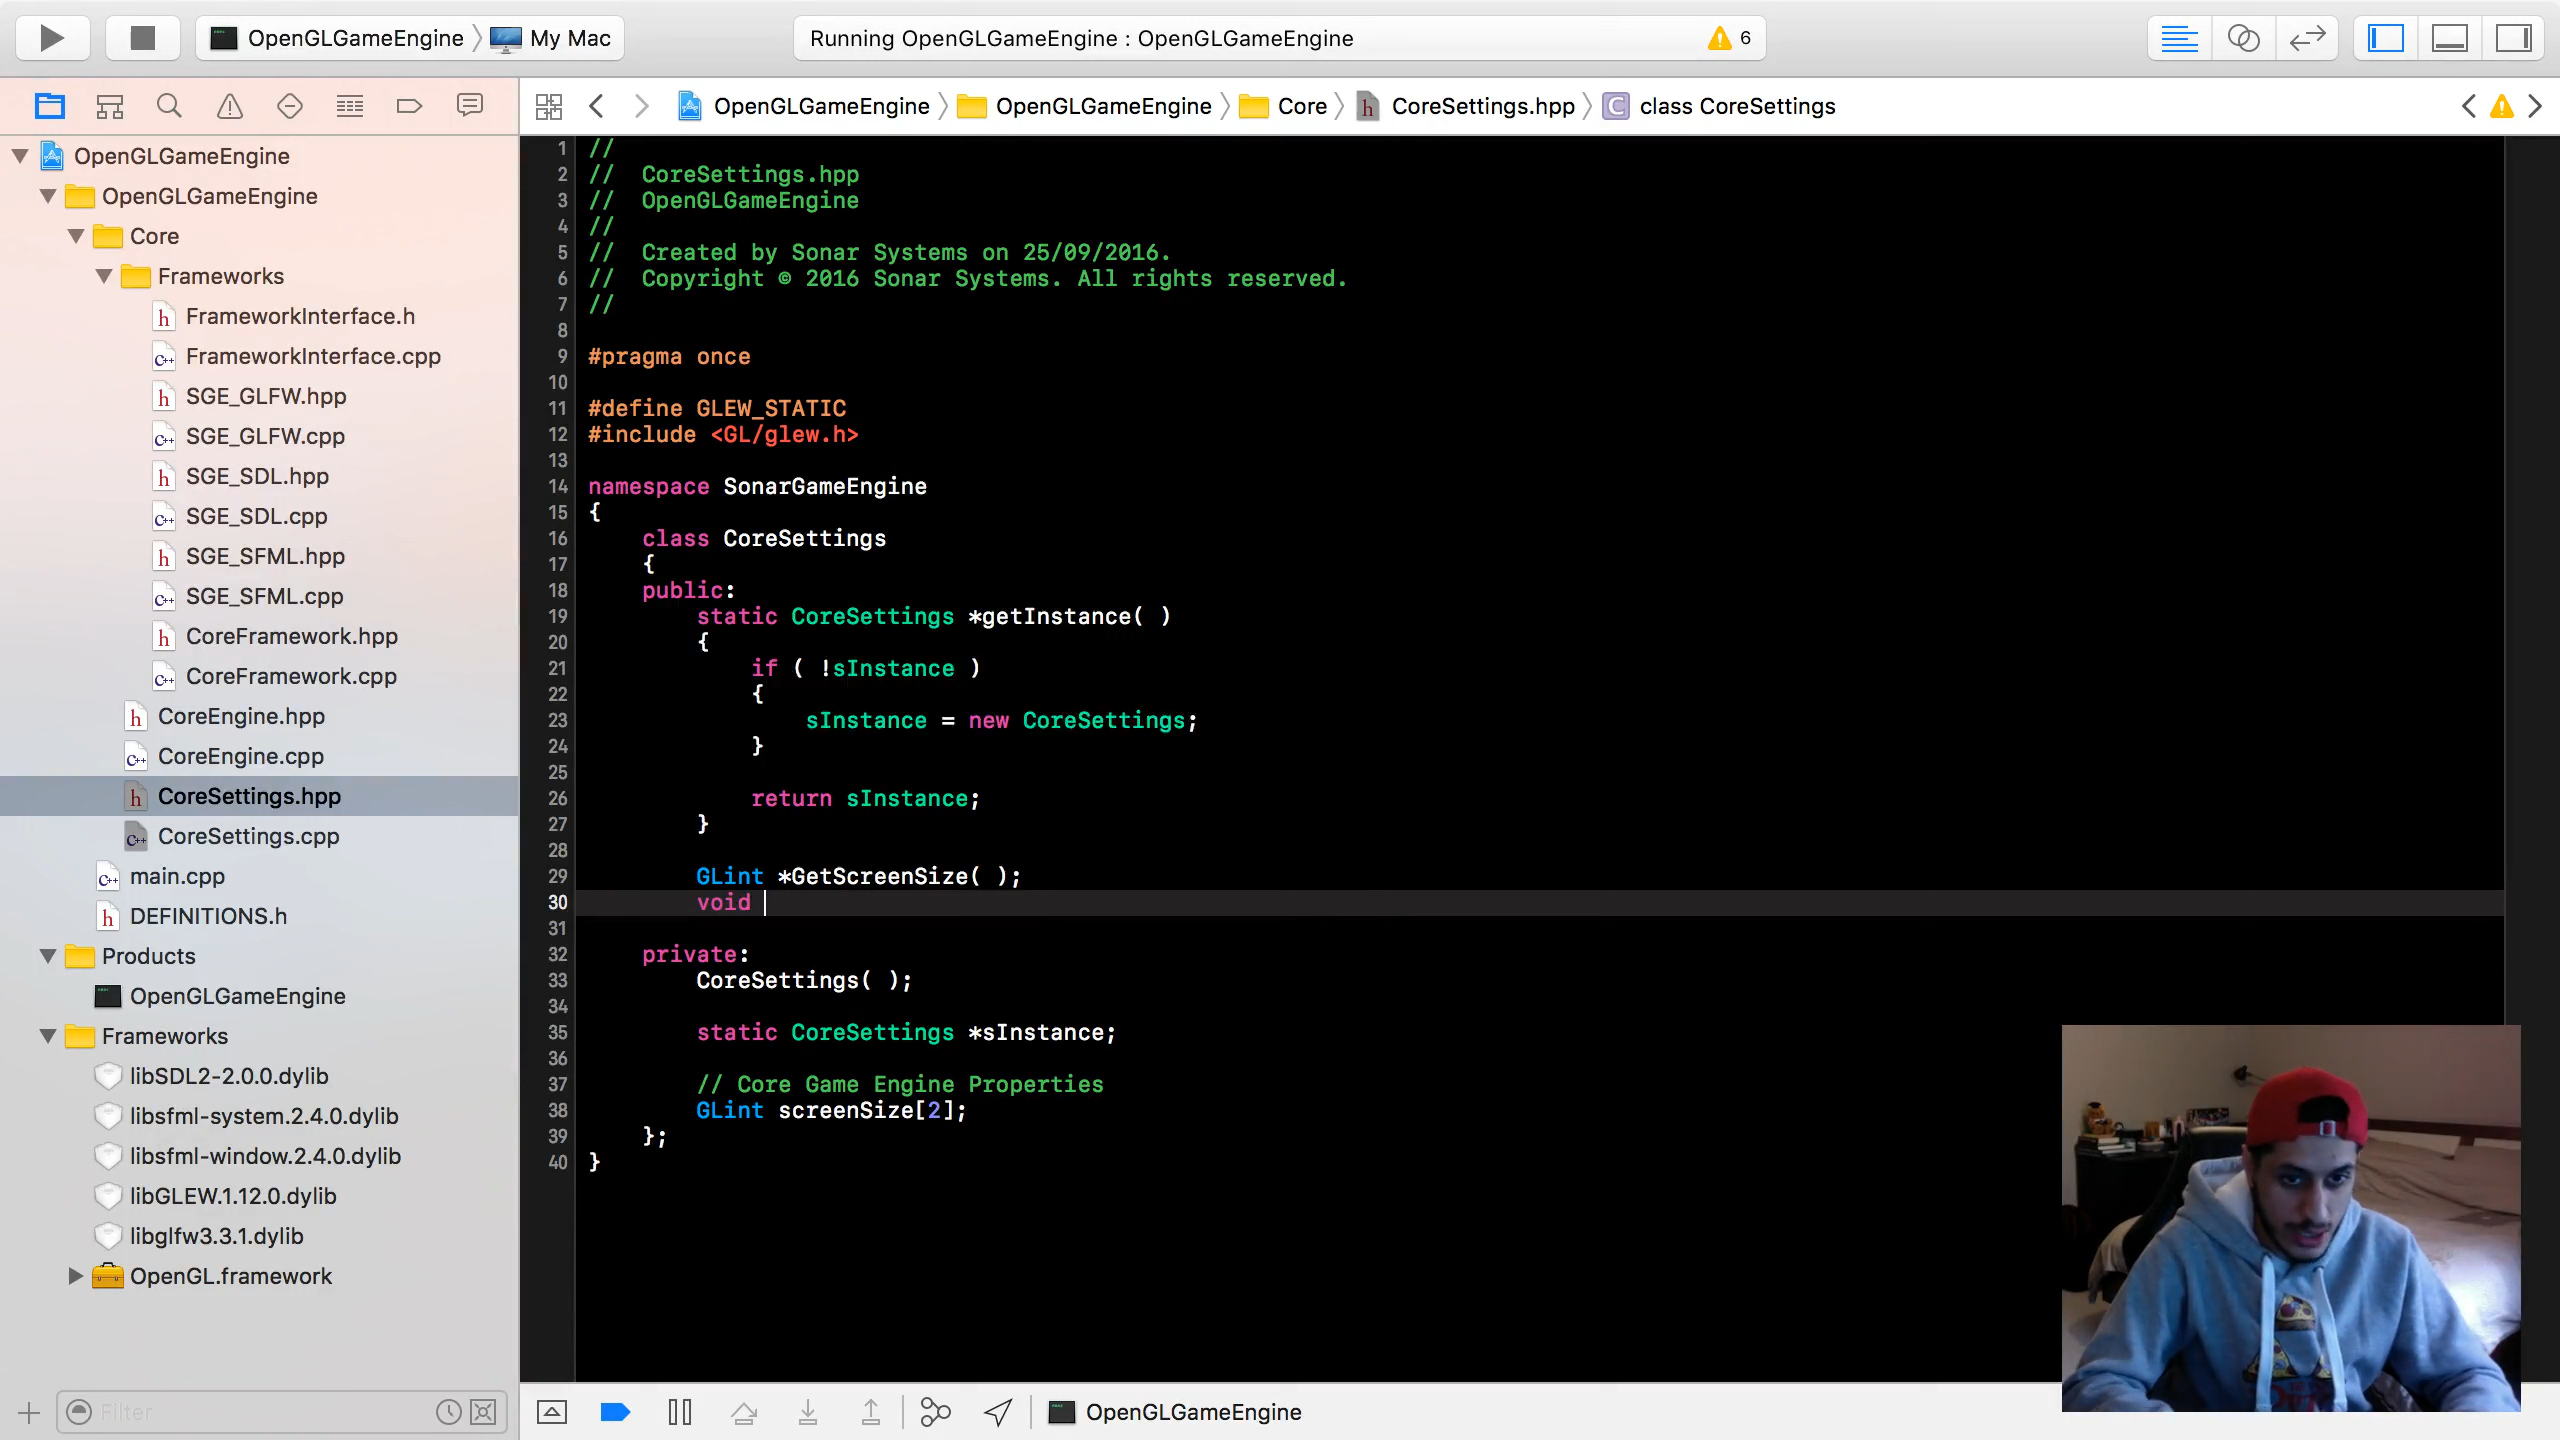 OpenGLGameEngine 〉 My Mac
Running OpenGLGameEngine : OpenGLGameEngine
6
OpenGLGameEngine 〉 OpenGLGameEngine 〉 Core 〉 CoreSettings.hpp 〉 C class CoreSettings
OpenGLGameEngine
OpenGLGameEngine
Core
Frameworks
h FrameworkInterface.h
C++ FrameworkInterface.cpp
h SGE_GLFW.hpp
C++ SGE_GLFW.cpp
h SGE_SDL.hpp
C++ SGE_SDL.cpp
h SGE_SFML.hpp
C++ SGE_SFML.cpp
h CoreFramework.hpp
C++ CoreFramework.cpp
h CoreEngine.hpp
C++ CoreEngine.cpp
h CoreSettings.hpp
C++ CoreSettings.cpp
C++ main.cpp
h DEFINITIONS.h
Products
OpenGLGameEngine
Frameworks
libSDL2-2.0.0.dylib
libsfml-system.2.4.0.dylib
libsfml-window.2.4.0.dylib
libGLEW.1.12.0.dylib
libglfw3.3.1.dylib
OpenGL.framework
Filter
1 //
2 //  CoreSettings.hpp
3 //  OpenGLGameEngine
4 //
5 //  Created by Sonar Systems on 25/09/2016.
6 //  Copyright © 2016 Sonar Systems. All rights reserved.
7 //
8
9 #pragma once
10
11 #define GLEW_STATIC
12 #include <GL/glew.h>
13
14 namespace SonarGameEngine
15 {
16     class CoreSettings
17     {
18     public:
19         static CoreSettings *getInstance( )
20         {
21             if ( !sInstance )
22             {
23                 sInstance = new CoreSettings;
24             }
25
26             return sInstance;
27         }
28
29         GLint *GetScreenSize( );
30         void
31
32     private:
33         CoreSettings( );
34
35         static CoreSettings *sInstance;
36
37         // Core Game Engine Properties
38         GLint screenSize[2];
39     };
40 }
OpenGLGameEngine